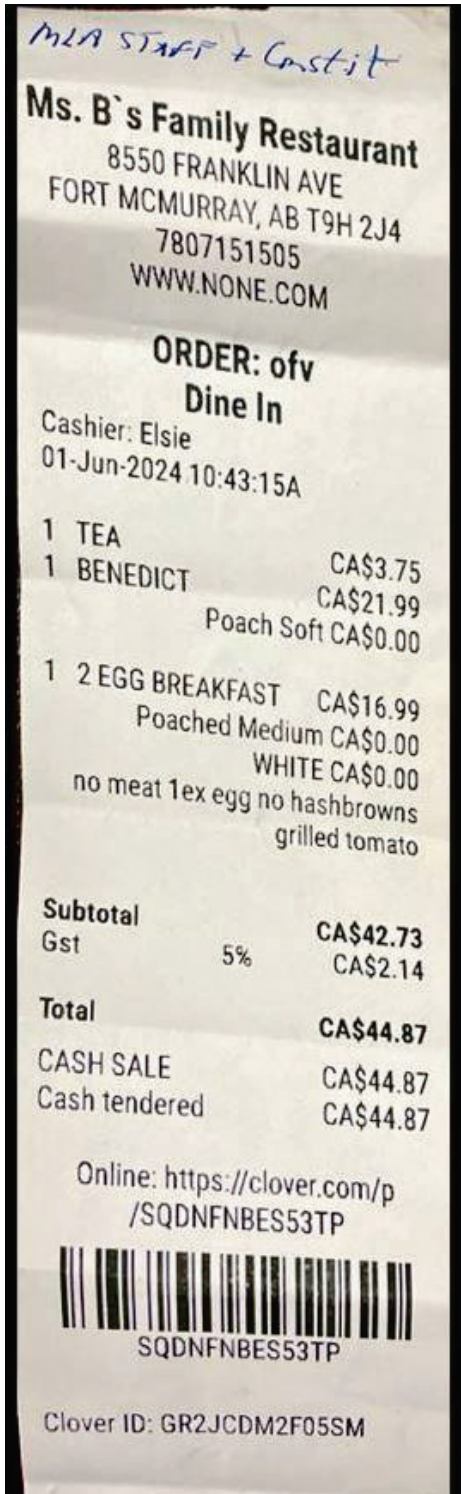 MLA STAFF + Constit
Ms. B`s Family Restaurant
8550 FRANKLIN AVE
FORT MCMURRAY, AB T9H 2J4
7807151505
WWW.NONE.COM
ORDER: ofv
Dine In
Cashier: Elsie
01-Jun-2024 10:43:15A
1 TEA CA$3.75
1 BENEDICT CA$21.99
Poach Soft CA$0.00
1 2 EGG BREAKFAST CA$16.99
Poached Medium CA$0.00
WHITE CA$0.00
no meat 1ex egg no hashbrowns
grilled tomato
Subtotal CA$42.73
Gst 5% CA$2.14
Total CA$44.87
CASH SALE CA$44.87
Cash tendered CA$44.87
Online: https://clover.com/p
/SQDNFNBES53TP
SQDNFNBES53TP
Clover ID: GR2JCDM2F05SM